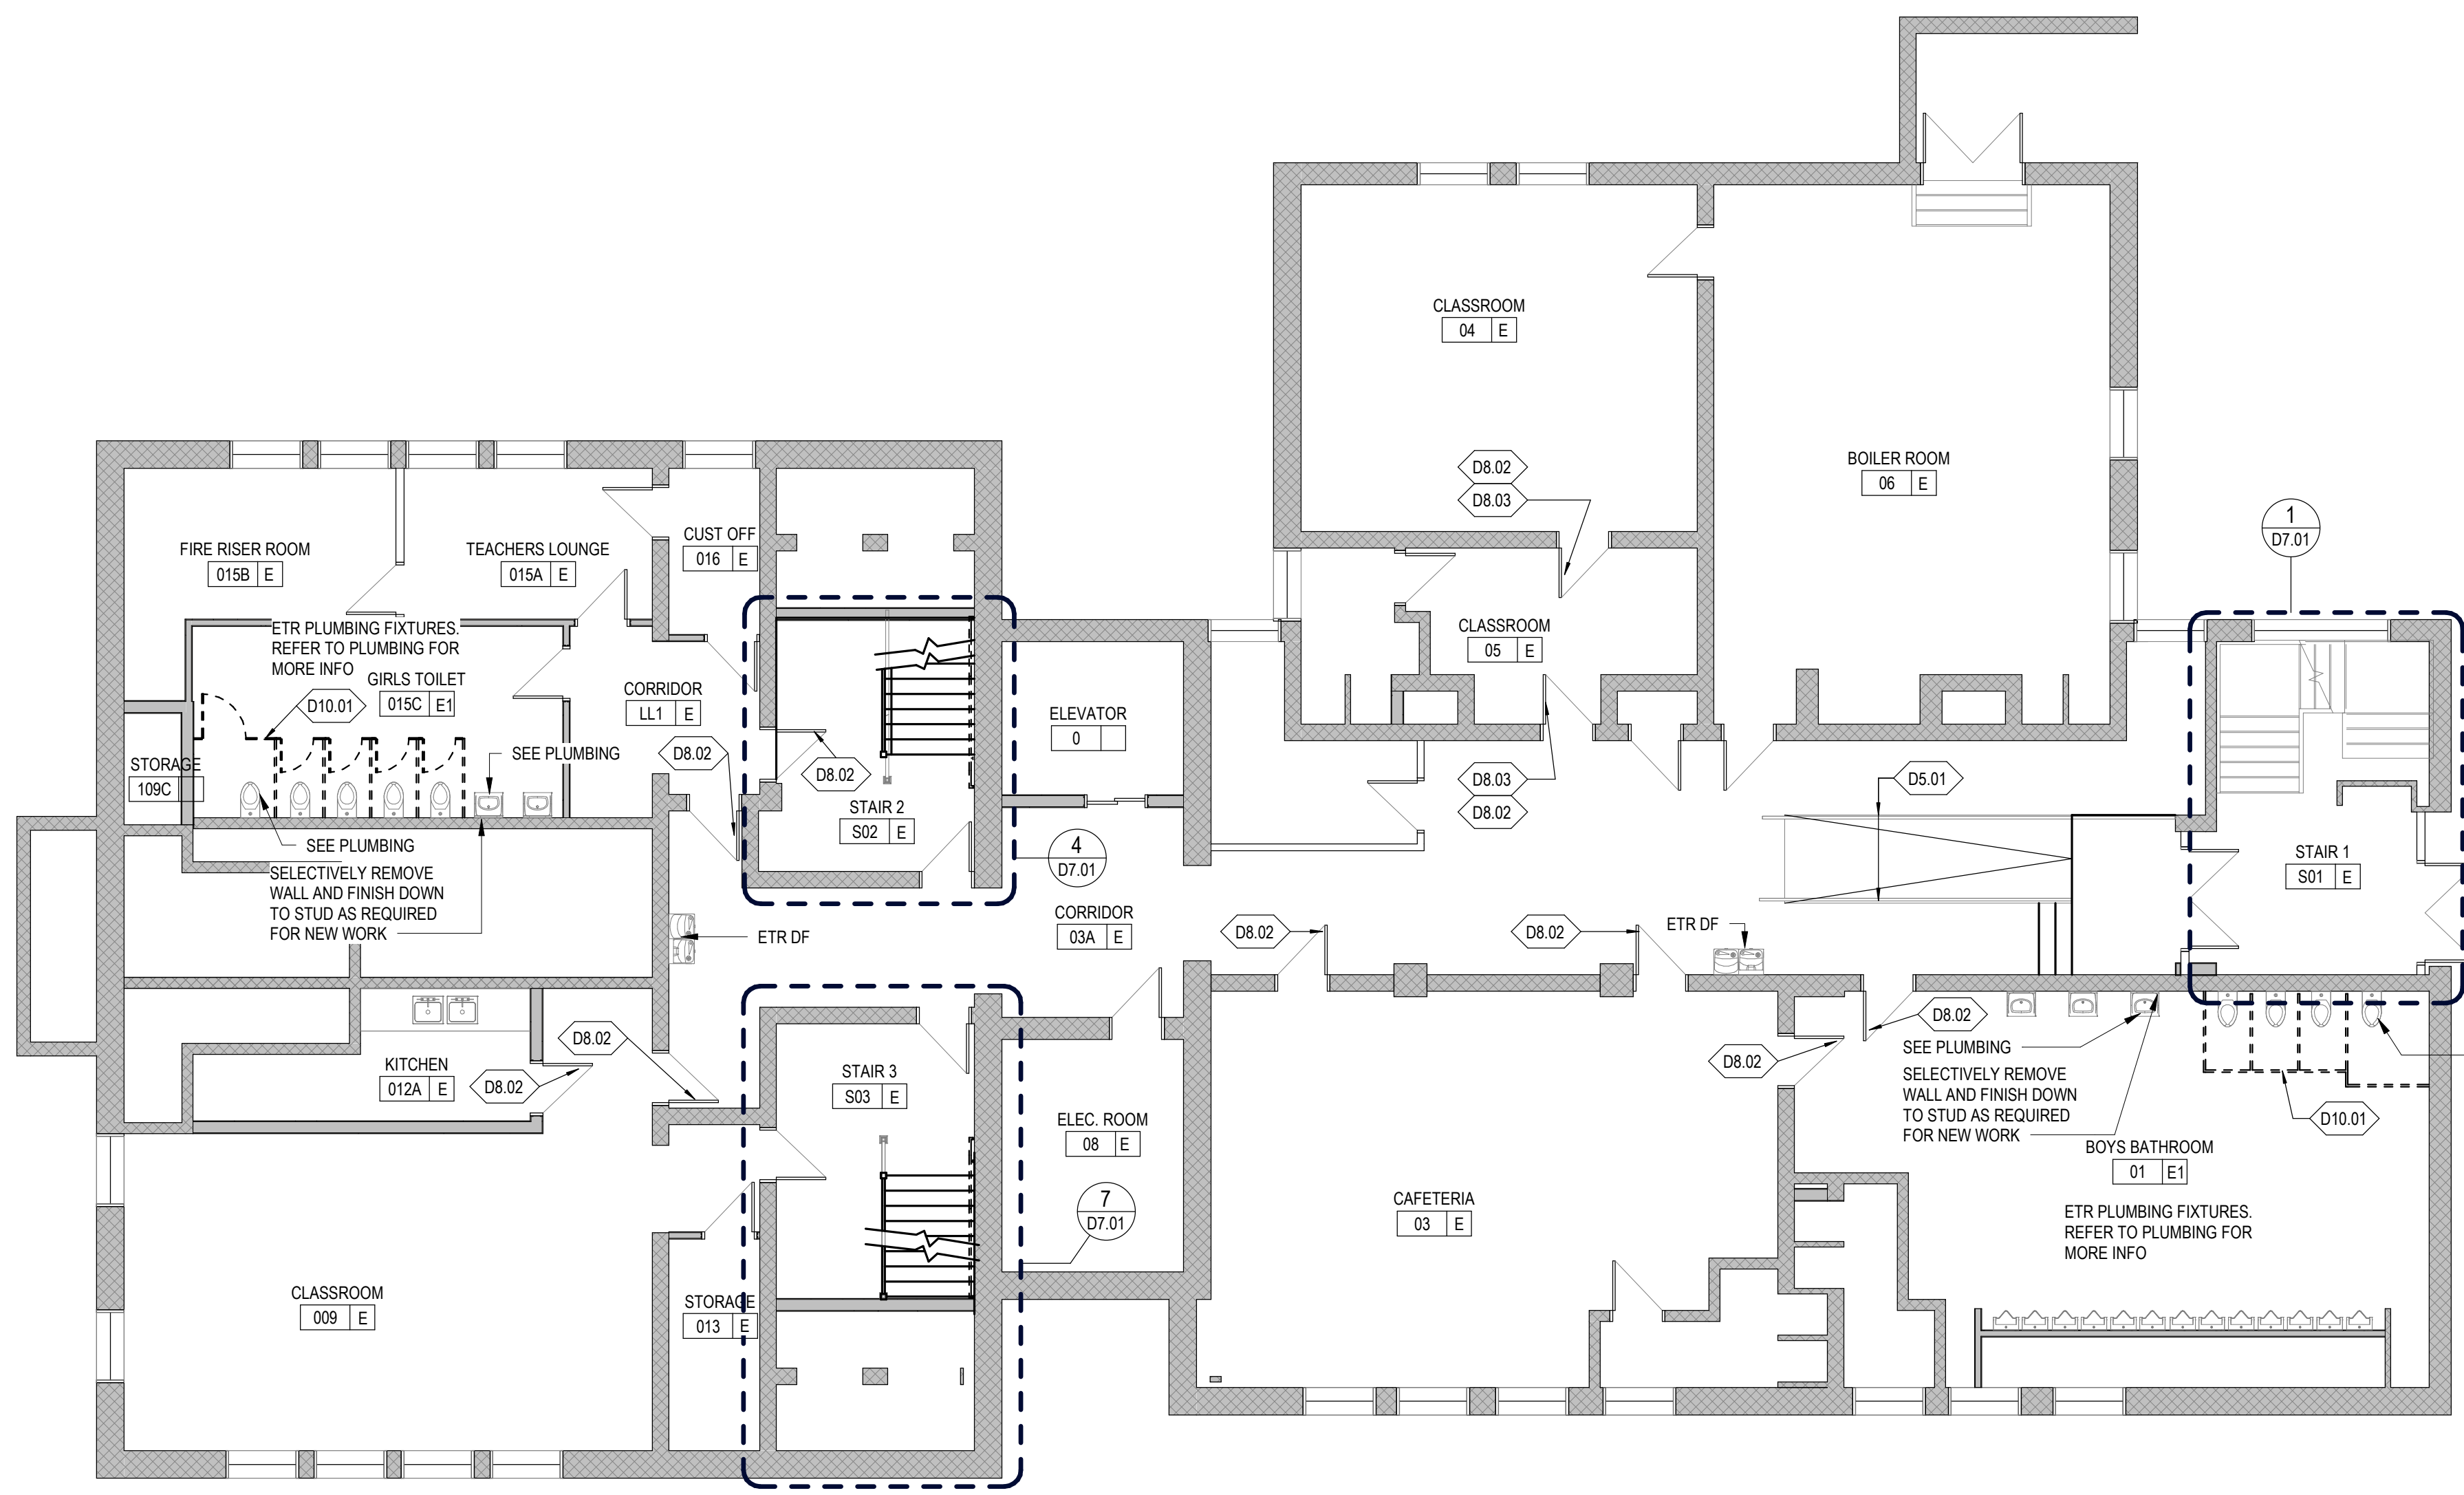 CLASSROOM
04 E
D8.02
D8.03
BOILER ROOM
06 E
1
D7.01
FIRE RISER ROOM
015B E
TEACHERS LOUNGE
015A E
CUST OFF
016 E
ETR PLUMBING FIXTURES.
REFER TO PLUMBING FOR
MORE INFO
GIRLS TOILET
015C E1
D10.01
CORRIDOR
LL1 E
CLASSROOM
05 E
ELEVATOR
0
STORAGE
109C
SEE PLUMBING
D8.02
D8.02
D8.03
D8.02
D5.01
STAIR 2
S02 E
SEE PLUMBING
SELECTIVELY REMOVE
WALL AND FINISH DOWN
TO STUD AS REQUIRED
FOR NEW WORK
4
D7.01
STAIR 1
S01 E
ETR DF
CORRIDOR
03A E
D8.02
D8.02
ETR DF
D8.02
KITCHEN
012A E
D8.02
STAIR 3
S03 E
D8.02
D8.02
SEE PLUMBING
SELECTIVELY REMOVE
WALL AND FINISH DOWN
TO STUD AS REQUIRED
FOR NEW WORK
D10.01
ELEC. ROOM
08 E
BOYS BATHROOM
01 E1
7
D7.01
CAFETERIA
03 E
ETR PLUMBING FIXTURES.
REFER TO PLUMBING FOR
MORE INFO
CLASSROOM
009 E
STORAGE
013 E